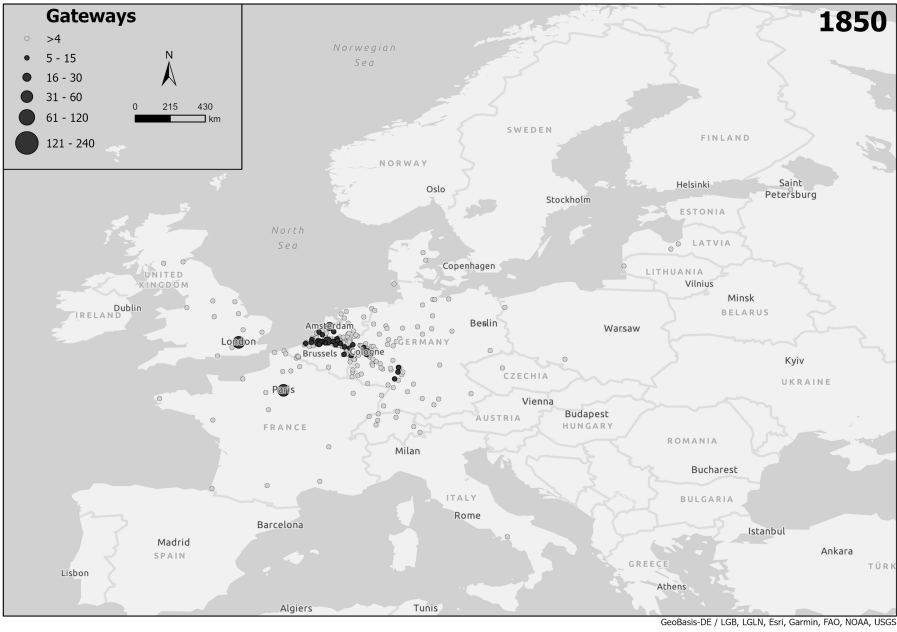 Gateways
>4
5 - 15
16 - 30
31 - 60
61 - 120
121 - 240
N
0 215 430
km
1850
Norwegian
Sea
SWEDEN
FINLAND
NORWAY
Oslo
Helsinki
Saint
Petersburg
Stockholm
ESTONIA
North
Sea
LATVIA
Copenhagen
UNITED
KINGDOM
LITHUANIA
Vilnius
Minsk
BELARUS
Dublin
IRELAND
Amsterdam
Berlin
Warsaw
London
Brussels
Cologne
GERMANY
Kyiv
UKRAINE
CZECHIA
Paris
Vienna
AUSTRIA
Budapest
HUNGARY
FRANCE
ROMANIA
Milan
Bucharest
ITALY
BULGARIA
Rome
Barcelona
Istanbul
Madrid
SPAIN
Ankara
GREECE
TÜRK
Lisbon
Athens
Algiers
Tunis
GeoBasis-DE / LGB, LGLN, Esri, Garmin, FAO, NOAA, USGS